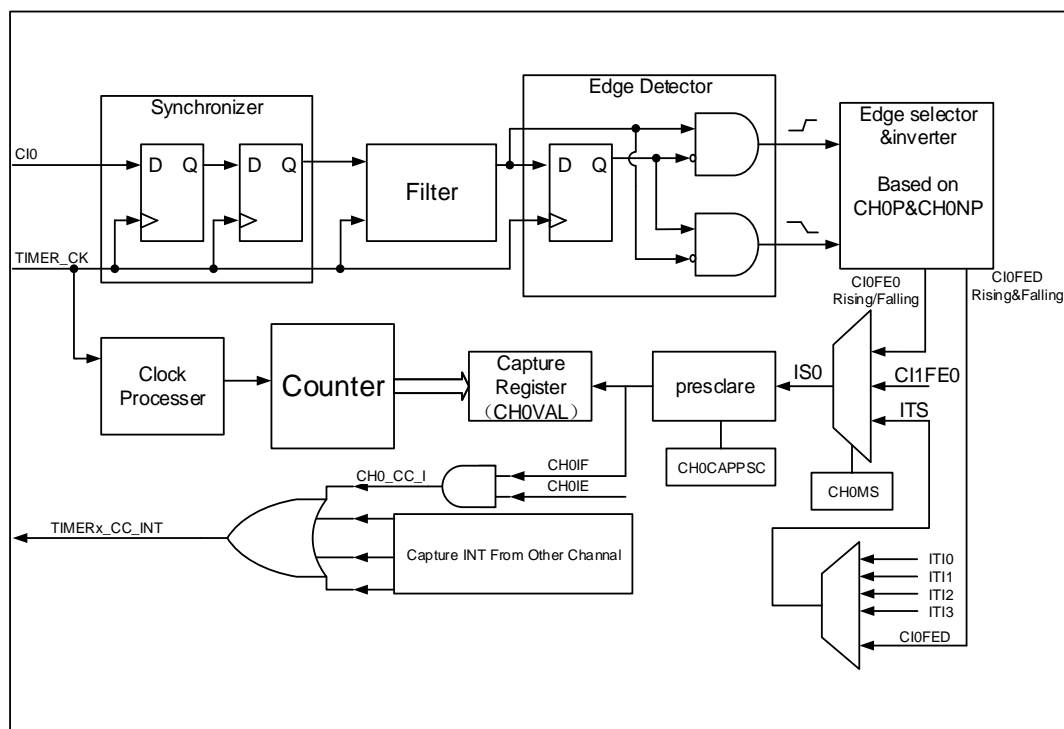 Synchronizer
Edge Detector
Edge selector
&inverter
Based on
CH0P&CH0NP
CI0
D
Q
D
Q
Filter
D
Q
TIMER_CK
CI0FE0
Rising/Falling
CI0FED
Rising&Falling
Clock
Processer
Counter
Capture
Register
（CH0VAL）
presclare
IS0
CI1FE0
ITS
CH0CAPPSC
CH0MS
CH0IF
CH0_CC_I
CH0IE
TIMERx_CC_INT
Capture INT From Other Channal
ITI0
ITI1
ITI2
ITI3
CI0FED